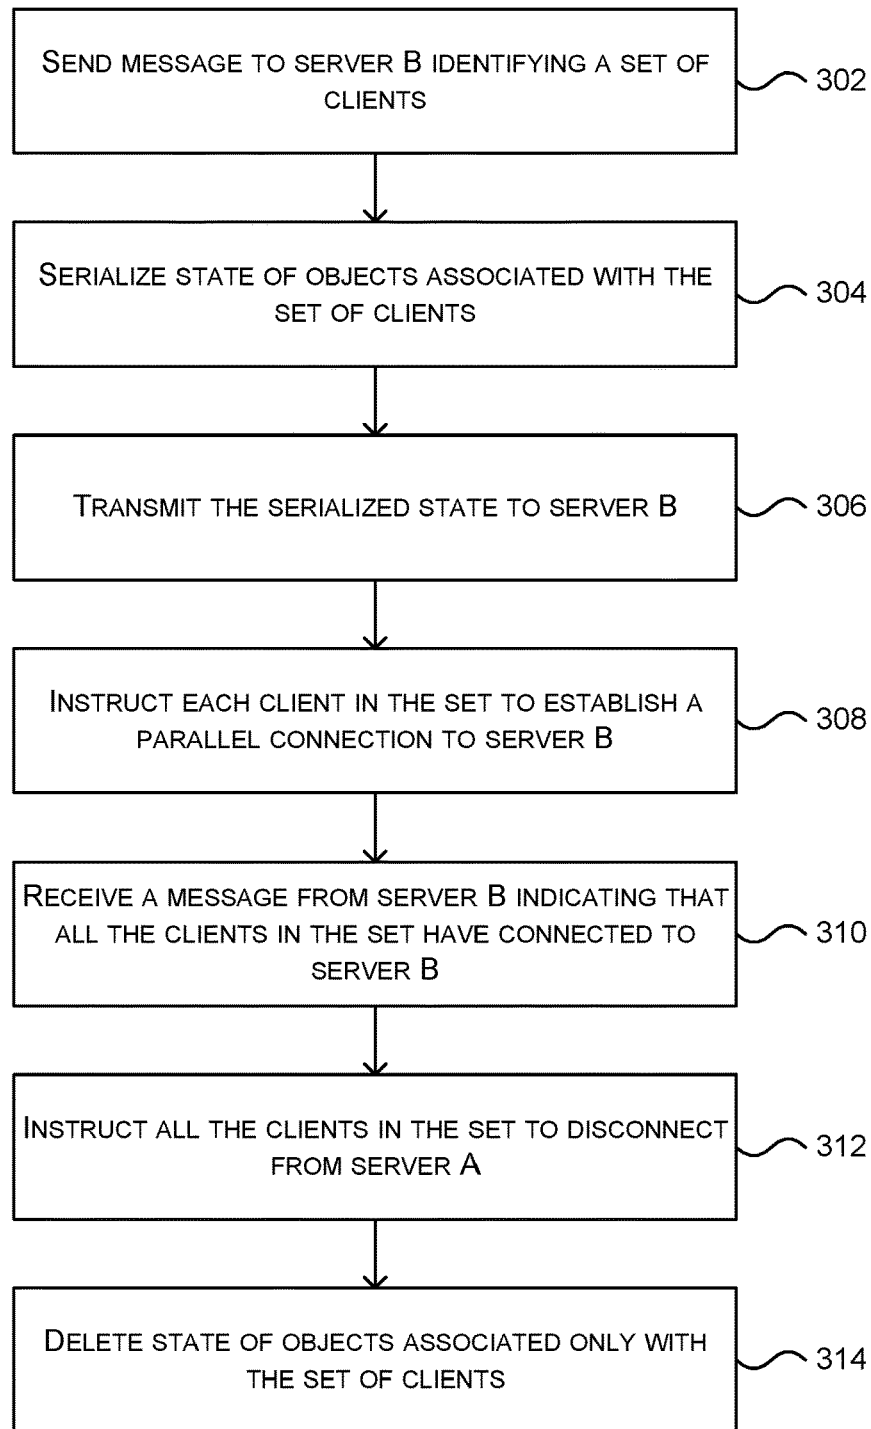 SEND MESSAGE TO SERVER B IDENTIFYING A SET OF
CLIENTS
302
SERIALIZE STATE OF OBJECTS ASSOCIATED WITH THE
SET OF CLIENTS
304
TRANSMIT THE SERIALIZED STATE TO SERVER B
306
INSTRUCT EACH CLIENT IN THE SET TO ESTABLISH A
PARALLEL CONNECTION TO SERVER B
308
RECEIVE A MESSAGE FROM SERVER B INDICATING THAT
ALL THE CLIENTS IN THE SET HAVE CONNECTED TO
SERVER B
310
INSTRUCT ALL THE CLIENTS IN THE SET TO DISCONNECT
FROM SERVER A
312
DELETE STATE OF OBJECTS ASSOCIATED ONLY WITH
THE SET OF CLIENTS
314